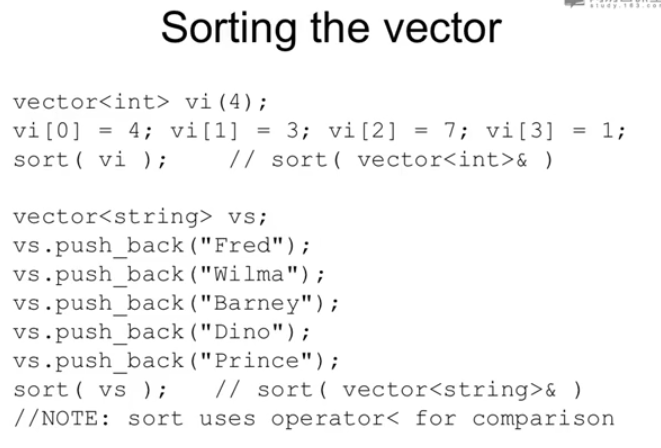 Sorting the vector
vector<int> vi(4);
vi[0] = 4; vi[1] = 3; vi[2] = 7; vi[3] = 1;
sort( vi );    // sort( vector<int>& )
vector<string> vs;
vs.push_back("Fred");
vs.push_back("Wilma");
vs.push_back("Barney");
vs.push_back("Dino");
vs.push_back("Prince");
sort( vs );    // sort( vector<string>& )
//NOTE: sort uses operator< for comparison